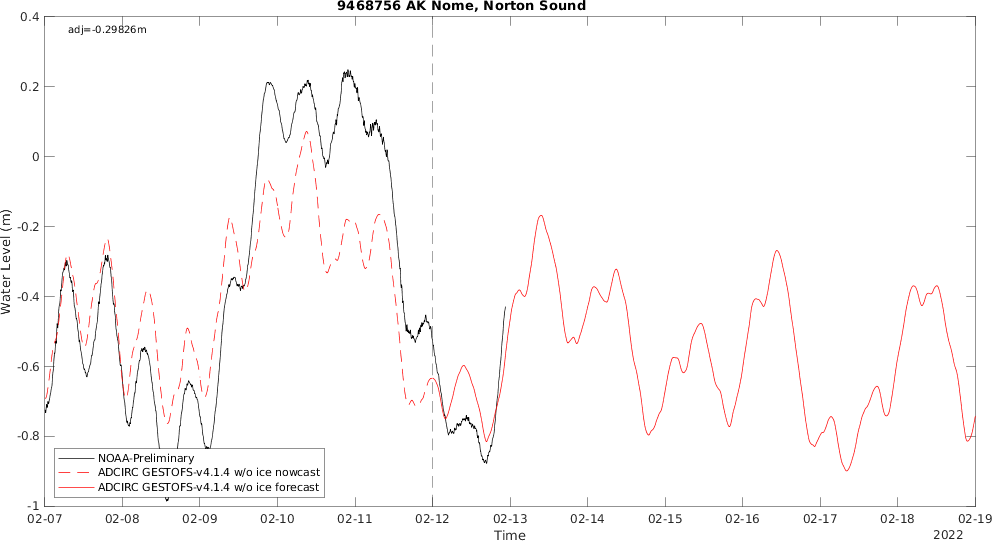 9468756 AK Nome, Norton Sound
adj=-0.29826m
0.4
0.2
0
-0.2
-0.4
-0.6
-0.8
-1
Water Level (m)
NOAA-Preliminary
ADCIRC GESTOFS-v4.1.4 w/o ice nowcast
ADCIRC GESTOFS-v4.1.4 w/o ice forecast
02-07 02-08 02-09 02-10 02-11 02-12 02-13 02-14 02-15 02-16 02-17 02-18 02-19
Time
2022